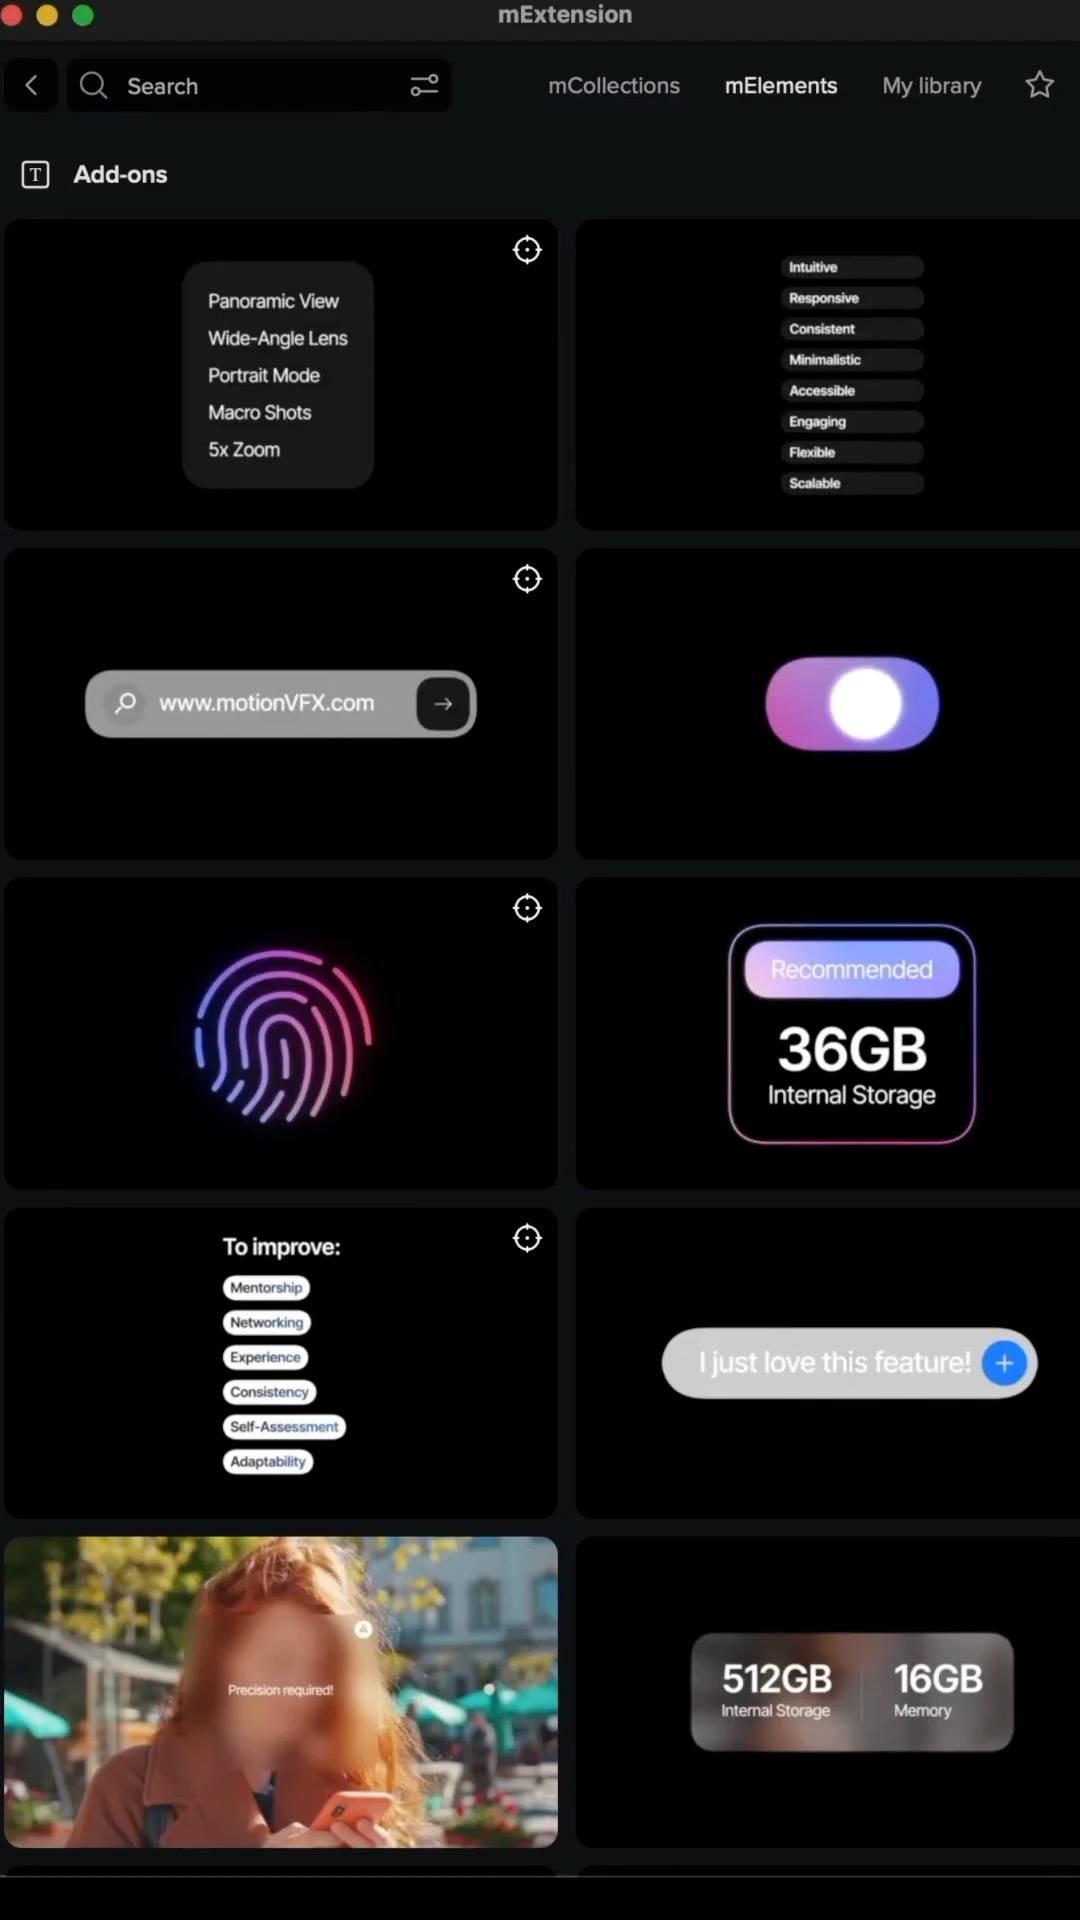 mExtension
Search
mCollections
mElements
My library
T
Add-ons
Panoramic View
Wide-Angle Lens
Portrait Mode
Macro Shots
5x Zoom
Intuitive
Responsive
Consistent
Minimalistic
Accessible
Engaging
Flexible
Scalable
www.motionVFX.com
Recommended
36GB
Internal Storage
To improve:
Mentorship
Networking
Experience
Consistency
Self-Assessment
Adaptability
I just love this feature!
Precision required!
512GB
Internal Storage
16GB
Memory